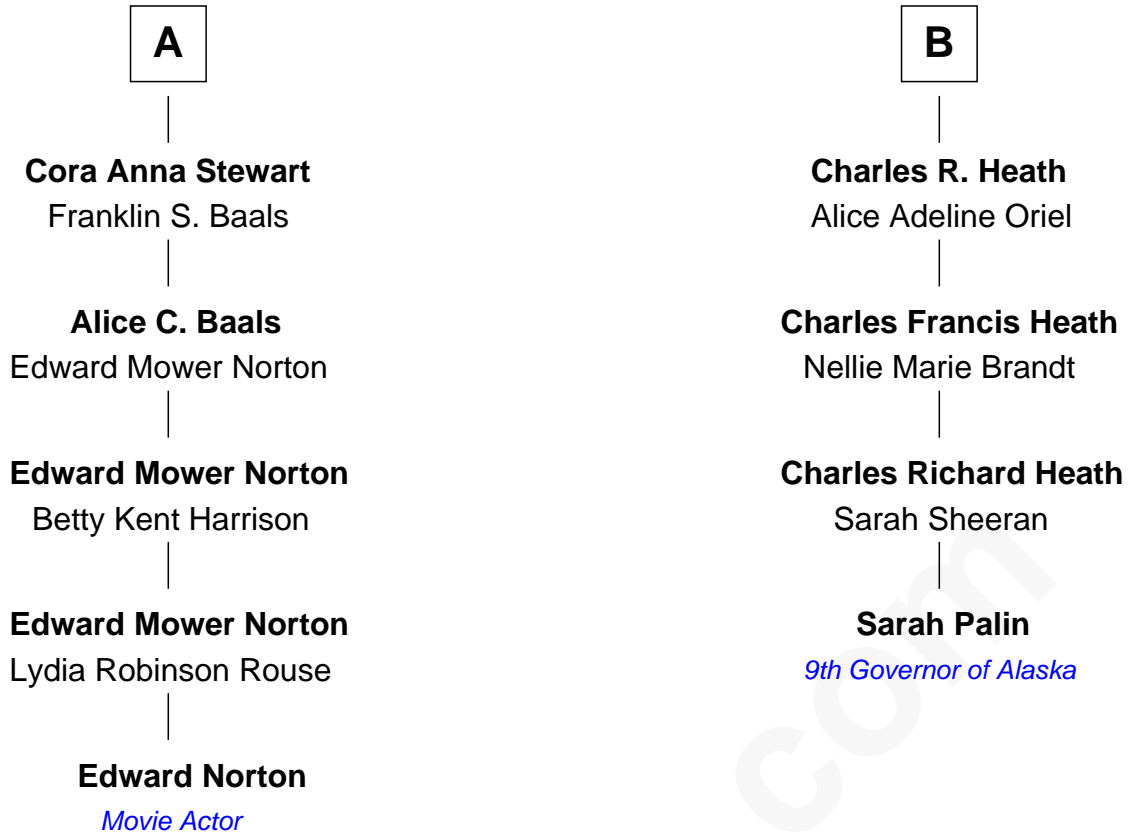 A
Cora Anna Stewart
Franklin S. Baals
Alice C. Baals
Edward Mower Norton
Edward Mower Norton
Betty Kent Harrison
Edward Mower Norton
Lydia Robinson Rouse
Edward Norton
Movie Actor
B
Charles R. Heath
Alice Adeline Oriel
Charles Francis Heath
Nellie Marie Brandt
Charles Richard Heath
Sarah Sheeran
Sarah Palin
9th Governor of Alaska
com